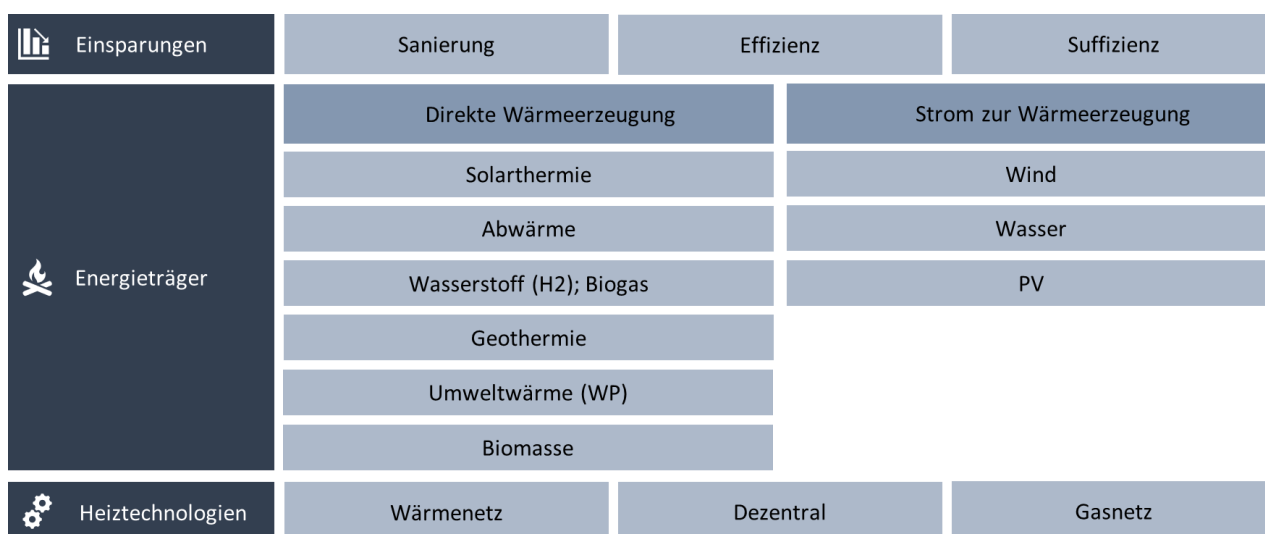 Einsparungen
Sanierung
Effizienz
Suffizienz
Energieträger
Direkte Wärmeerzeugung
Strom zur Wärmeerzeugung
Solarthermie
Wind
Abwärme
Wasser
Wasserstoff (H2); Biogas
PV
Geothermie
Umweltwärme (WP)
Biomasse
Heiztechnologien
Wärmenetz
Dezentral
Gasnetz